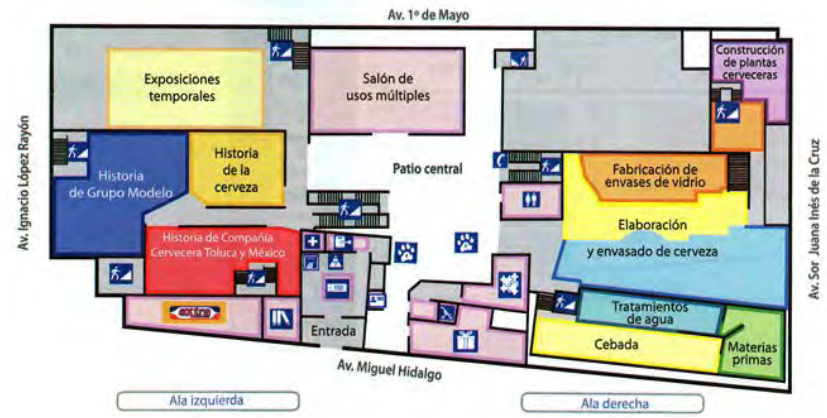 Av. 1º de Mayo
Construcción
de plantas
cerveceras
Exposiciones
temporales
Salón de
usos múltiples
Av. Ignacio López Rayón
Historia
de Grupo Modelo
Historia
de la
cerveza
Patio central
Fabricación de
envases de vidrio
Av. Sor Juana Inés de la Cruz
Elaboración
Historia de Compañía
Cervecera Toluca y México
y envasado de cerveza
Tratamientos
de agua
Entrada
Cebada
Materias
primas
Av. Miguel Hidalgo
Ala izquierda
Ala derecha